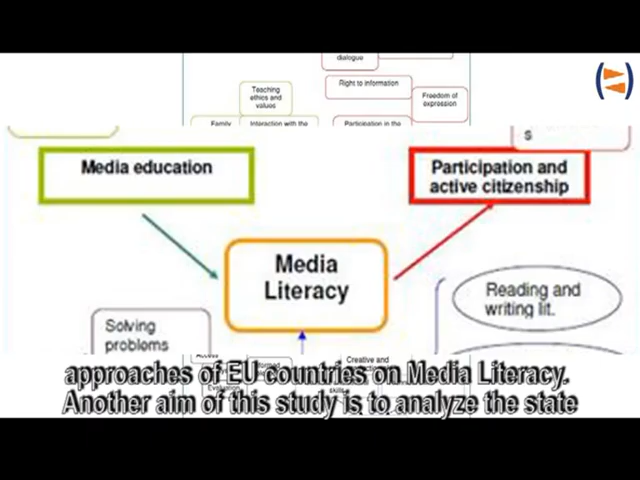 dialogue
Right to information
Teaching
ethics and
values
Freedom of
expression
Family
Interaction with the
Participation in the
s
Media education
Participation and
active citizenship
Media
Literacy
Reading and
writing lit.
Solving
problems
Creative and
Evaluation
skills
approaches of EU countries on Media Literacy.
Another aim of this study is to analyze the state